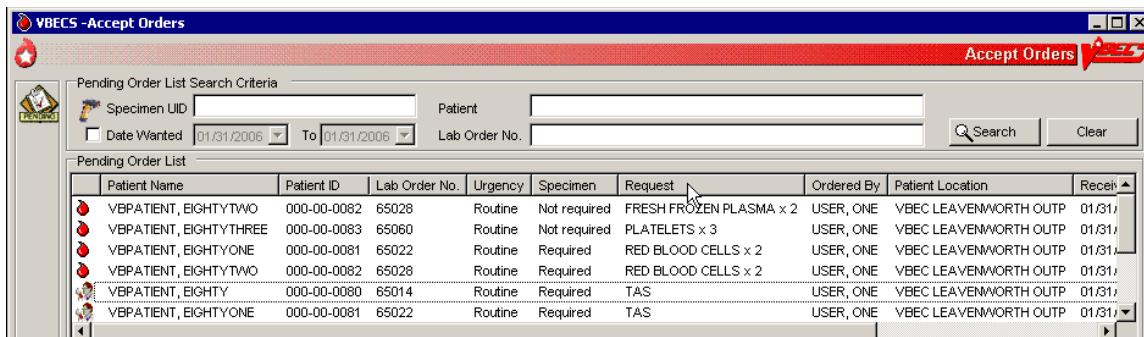 VBECS -Accept Orders
Accept Orders VBECS
Pending Order List Search Criteria
PENDING
Specimen UID Patient
Date Wanted 01/31/2006 To 01/31/2006 Lab Order No. Search Clear
Pending Order List
Patient Name Patient ID Lab Order No. Urgency Specimen Request Ordered By Patient Location Receiv
VBPATIENT, EIGHTYTWO 000-00-0082 65028 Routine Not required FRESH FROZEN PLASMA x 2 USER, ONE VBEC LEAVENWORTH OUTP 01/31/
VBPATIENT, EIGHTYTHREE 000-00-0083 65060 Routine Not required PLATELETS x 3 USER, ONE VBEC LEAVENWORTH OUTP 01/31/
VBPATIENT, EIGHTYONE 000-00-0081 65022 Routine Required RED BLOOD CELLS x 2 USER, ONE VBEC LEAVENWORTH OUTP 01/31/
VBPATIENT, EIGHTYTWO 000-00-0082 65028 Routine Required RED BLOOD CELLS x 2 USER, ONE VBEC LEAVENWORTH OUTP 01/31/
VBPATIENT, EIGHTY 000-00-0080 65014 Routine Required TAS USER, ONE VBEC LEAVENWORTH OUTP 01/31/
VBPATIENT, EIGHTYONE 000-00-0081 65022 Routine Required TAS USER, ONE VBEC LEAVENWORTH OUTP 01/31/